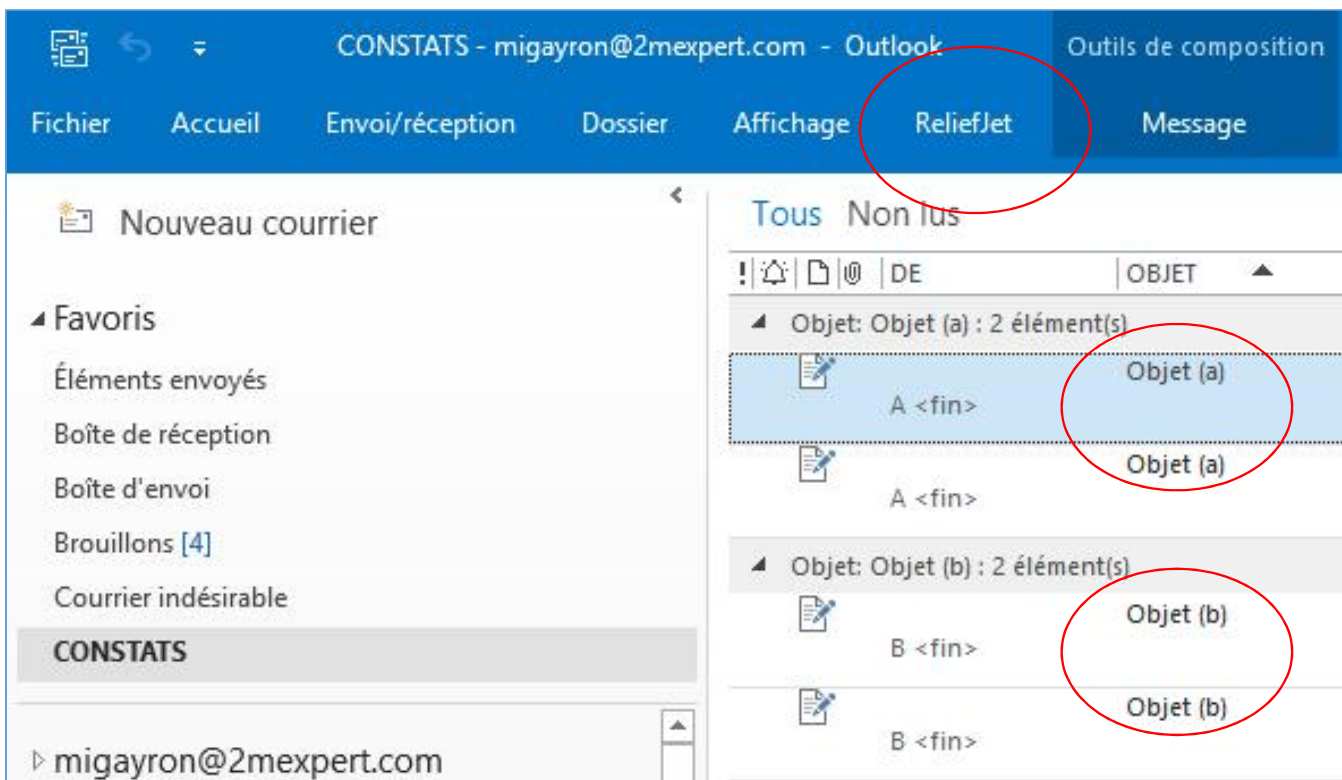 CONSTATS - migayron@2mexpert.com - Outlook
Outils de composition
Fichier Accueil Envoi/réception Dossier Affichage ReliefJet Message
Nouveau courrier
Favoris
Éléments envoyés
Boîte de réception
Boîte d'envoi
Brouillons [4]
Courrier indésirable
CONSTATS
migayron@2mexpert.com
Tous Non lus
! DE OBJET
Objet: Objet (a) : 2 élément(s)
Objet (a)
A <fin>
Objet (a)
A <fin>
Objet: Objet (b) : 2 élément(s)
Objet (b)
B <fin>
Objet (b)
B <fin>